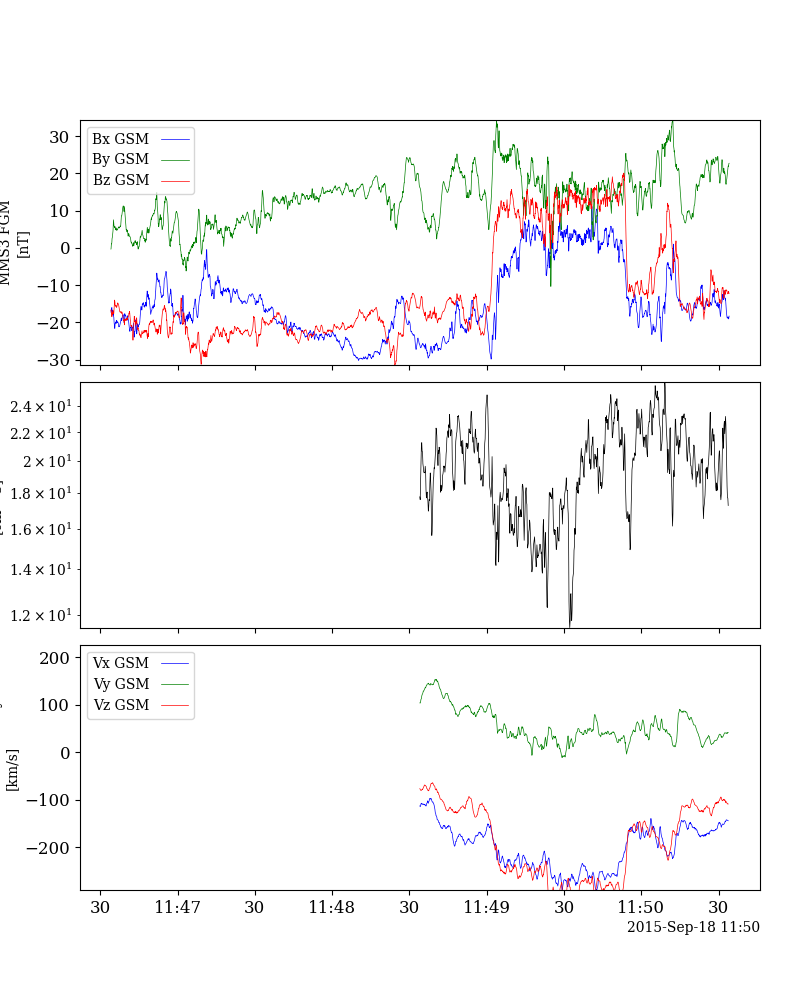 30
20
10
0
−10
−20
−30
MMS3 FGM
[nT]
Bx GSM
By GSM
Bz GSM
2.4 × 10¹
2.2 × 10¹
2 × 10¹
1.8 × 10¹
1.6 × 10¹
1.4 × 10¹
1.2 × 10¹
200
100
0
−100
−200
[km/s]
Vx GSM
Vy GSM
Vz GSM
30 11:47 30 11:48 30 11:49 30 11:50 30
2015-Sep-18 11:50